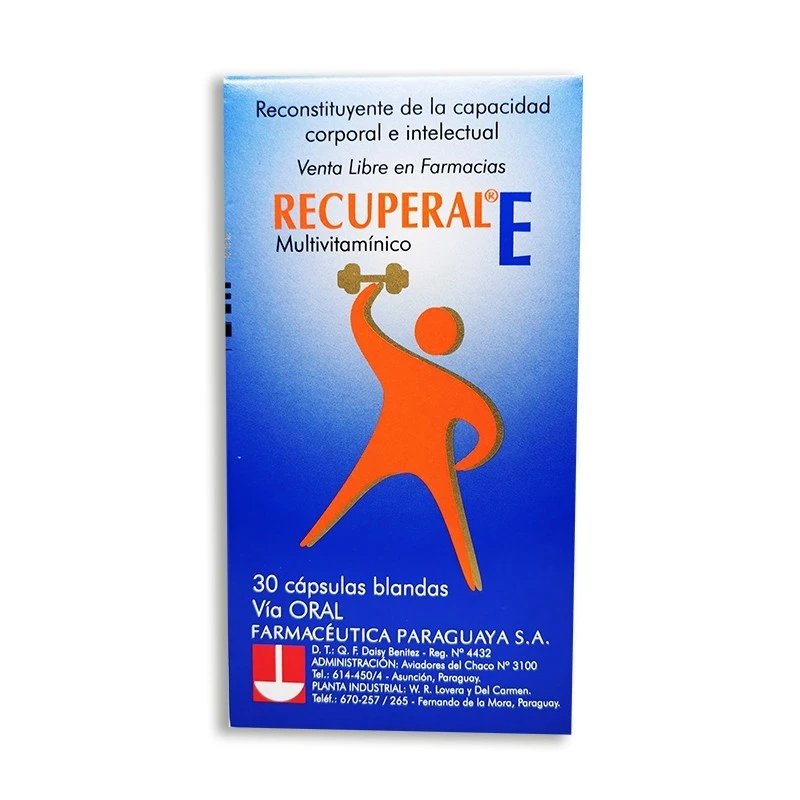 Reconstituyente de la capacidad
corporal e intelectual
Venta Libre en Farmacias
RECUPERAL® E
Multivitamínico
30 cápsulas blandas
Vía ORAL
FARMACÉUTICA PARAGUAYA S.A.
D. T.: Q. F. Daisy Benitez - Reg. Nº 4432
ADMINISTRACIÓN: Aviadores del Chaco Nº 3100
Tel.: 614-450/4 - Asunción, Paraguay.
PLANTA INDUSTRIAL: W. R. Lovera y Del Carmen.
Teléf.: 670-257 / 265 - Fernando de la Mora, Paraguay.